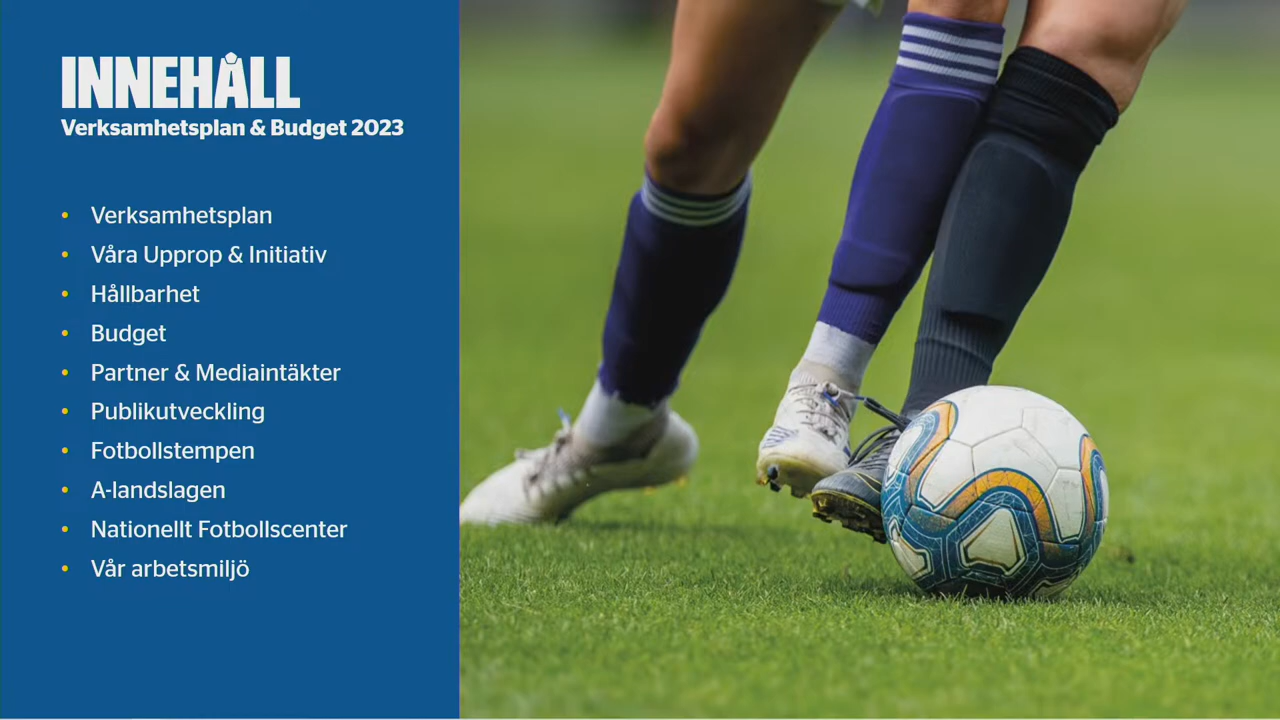 INNEHÅLL
Verksamhetsplan & Budget 2023
• Verksamhetsplan
• Våra Upprop & Initiativ
• Hållbarhet
• Budget
• Partner & Mediaintäkter
• Publikutveckling
• Fotbollstempen
• A-landslagen
• Nationellt Fotbollscenter
• Vår arbetsmiljö